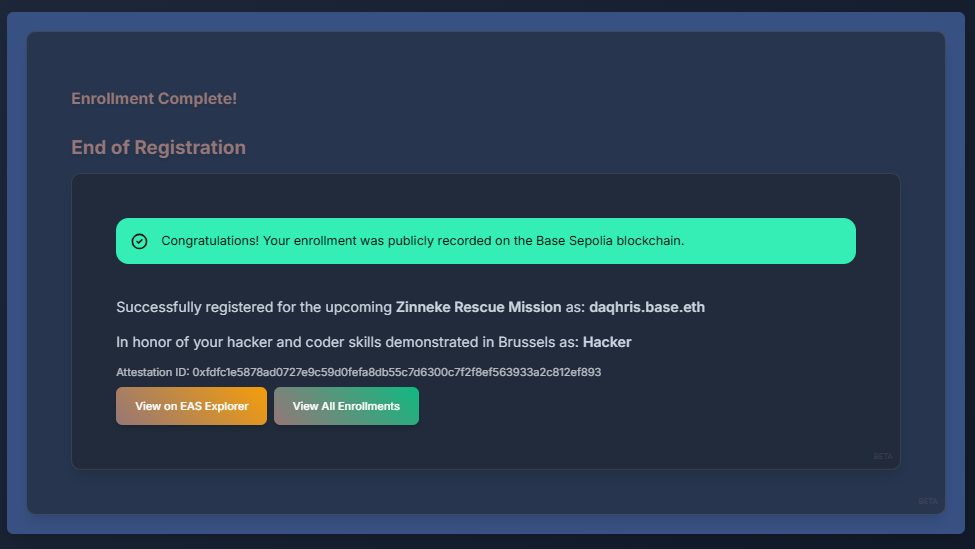 Enrollment Complete!
End of Registration
Congratulations! Your enrollment was publicly recorded on the Base Sepolia blockchain.
Successfully registered for the upcoming Zinneke Rescue Mission as: daqhris.base.eth
In honor of your hacker and coder skills demonstrated in Brussels as: Hacker
Attestation ID: 0xfdfc1e5878ad0727e9c59d0fefa8db55c7d6300c7f2f8ef563933a2c812ef893
View on EAS Explorer
View All Enrollments
BETA
BETA